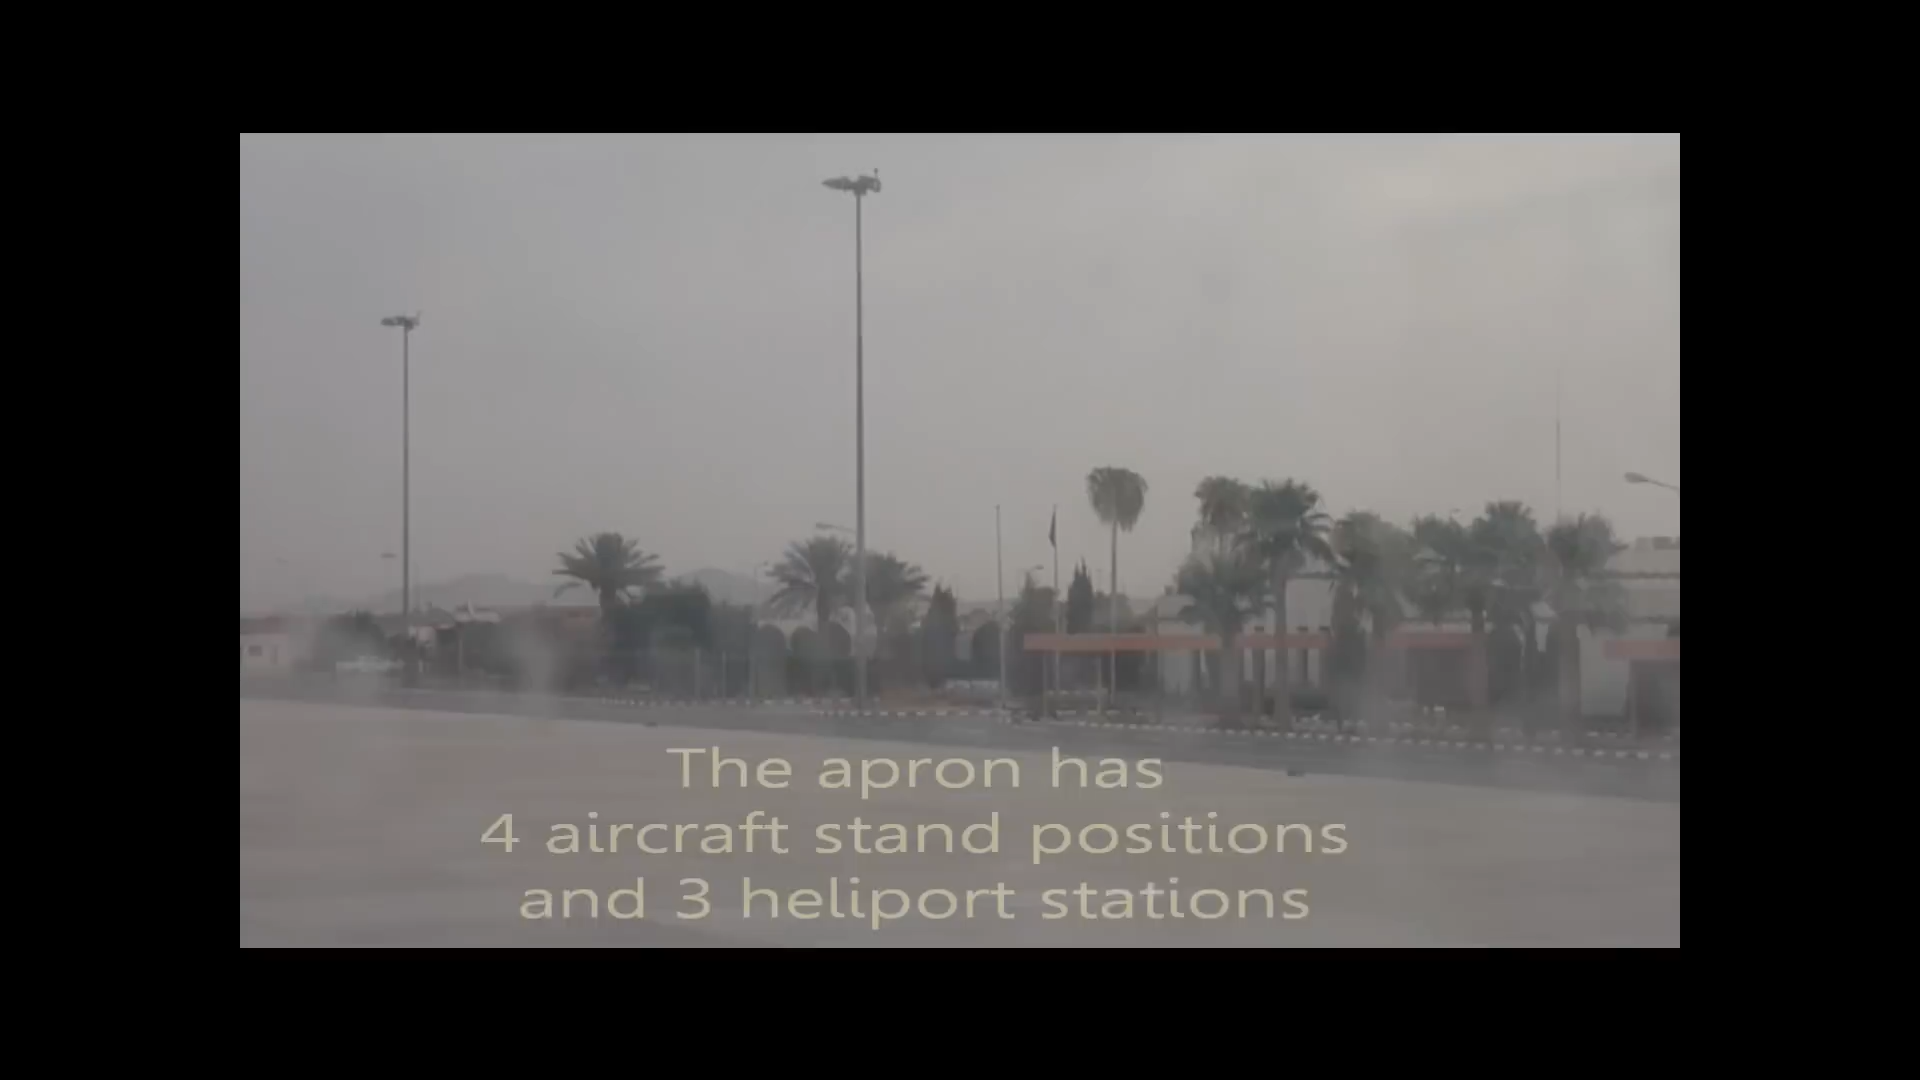 The apron has
4 aircraft stand positions
and 3 heliport stations